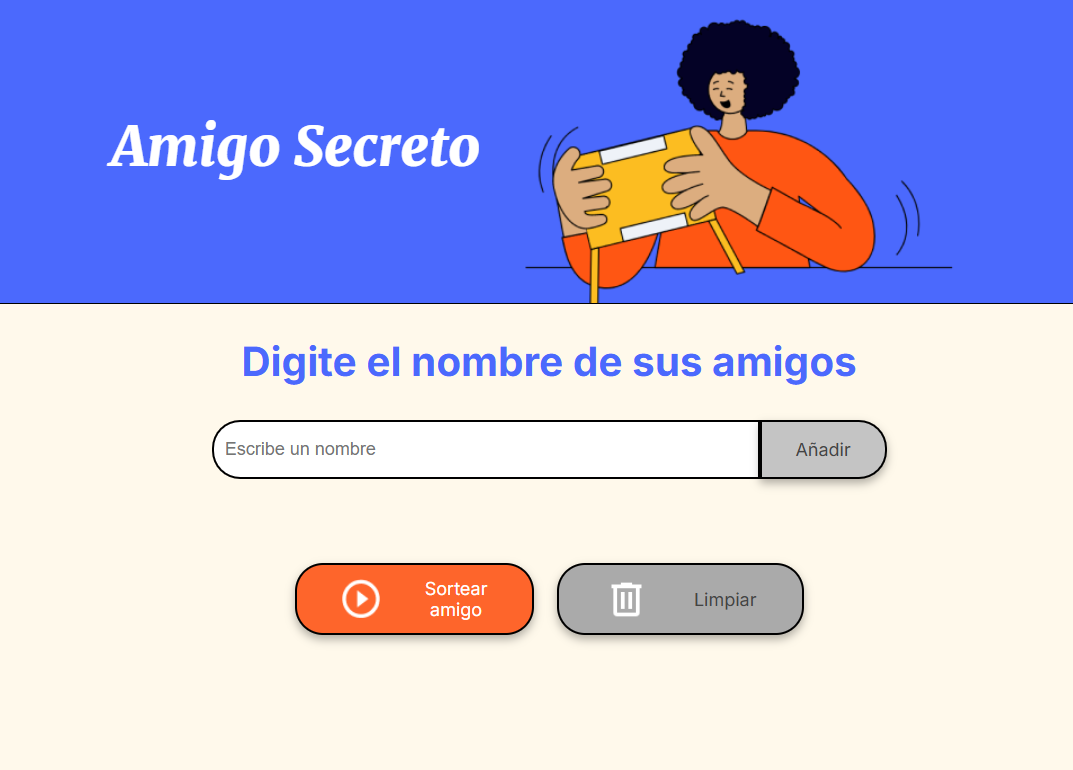 Amigo Secreto
Digite el nombre de sus amigos
Escribe un nombre
Añadir
Sortear
amigo
Limpiar